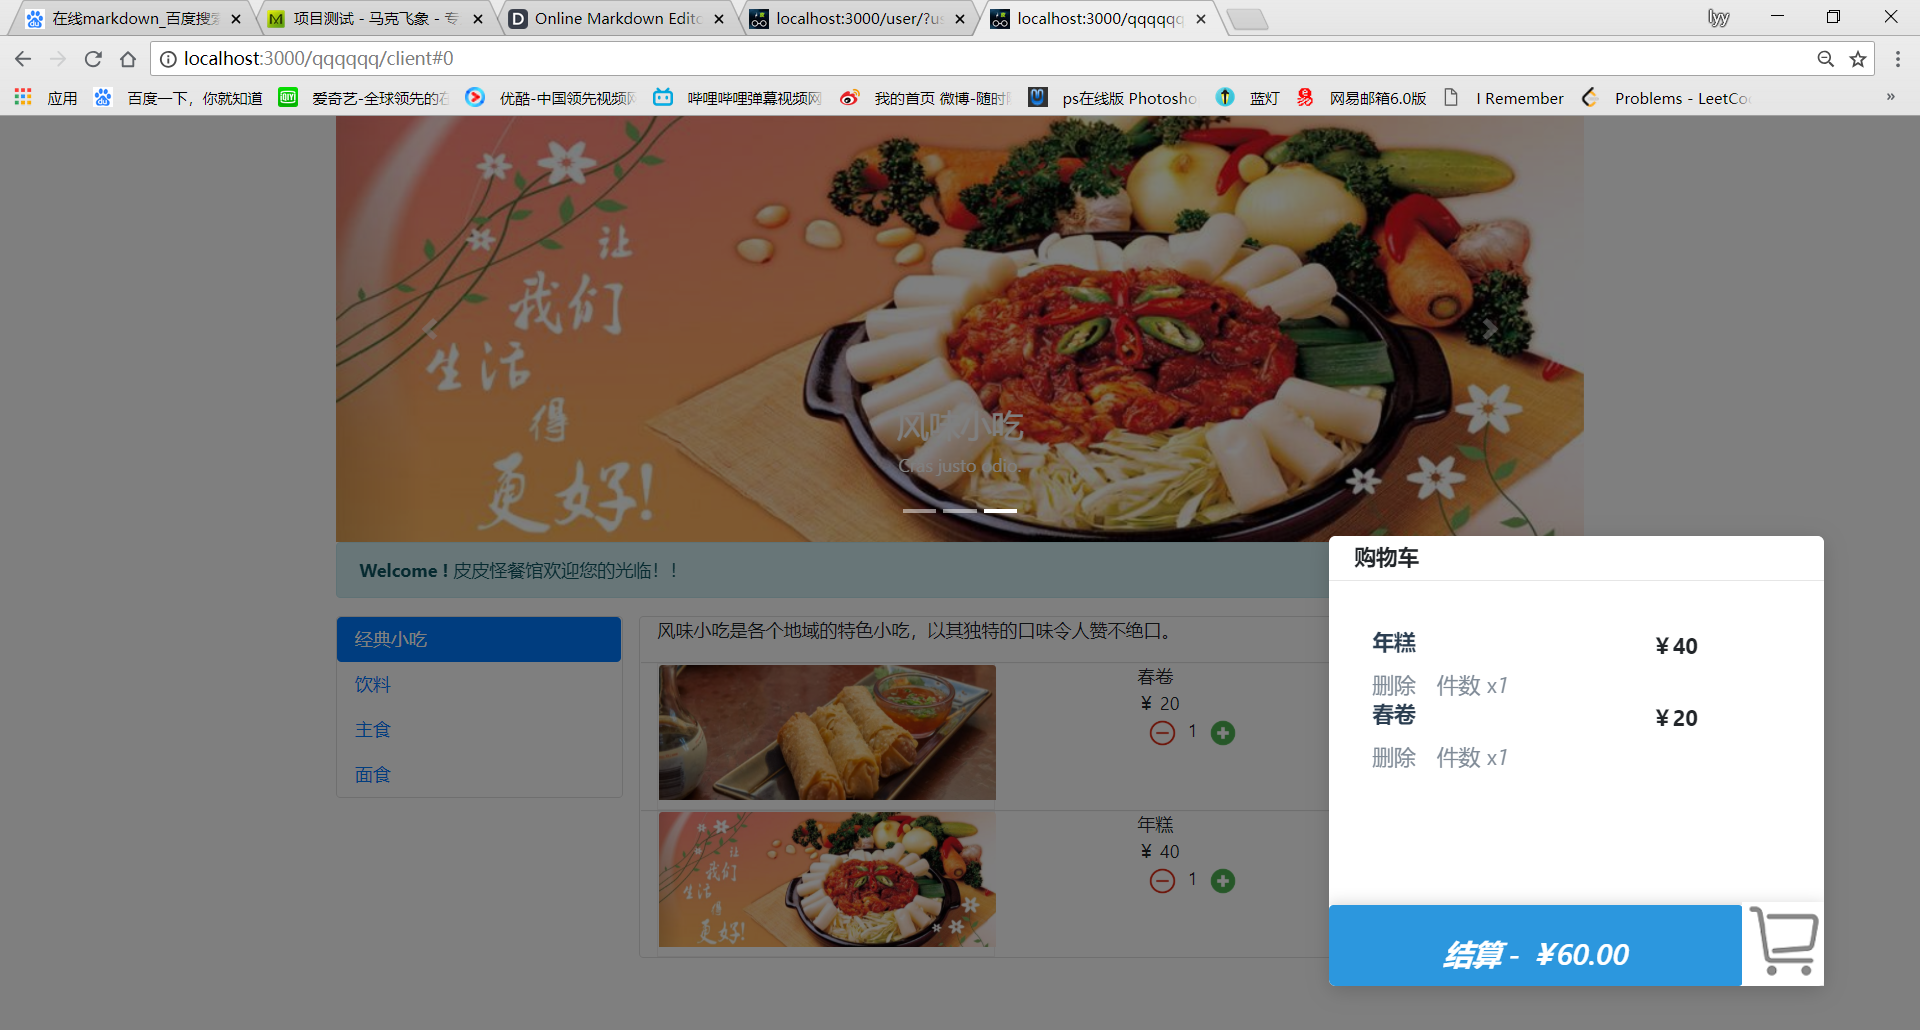 在线markdown_百度搜索
项目测试 - 马克飞象 - 专
Online Markdown Edito
localhost:3000/user/?us
localhost:3000/qqqqqq
lyy
localhost:3000/qqqqqq/client#0
应用
百度一下，你就知道
爱奇艺-全球领先的在
优酷-中国领先视频网
哔哩哔哩弹幕视频网
我的首页 微博-随时随
ps在线版 Photosho
蓝灯
网易邮箱6.0版
I Remember
Problems - LeetCo
»
让
我们
生活
得
更好!
风味小吃
Cras justo odio.
Welcome ! 皮皮怪餐馆欢迎您的光临！！
经典小吃
饮料
主食
面食
风味小吃是各个地域的特色小吃，以其独特的口味令人赞不绝口。
春卷
¥ 20
1
让
我们
生活
得
更好!
年糕
¥ 40
1
购物车
年糕
¥40
删除 件数 x1
春卷
¥20
删除 件数 x1
结算 - ¥60.00